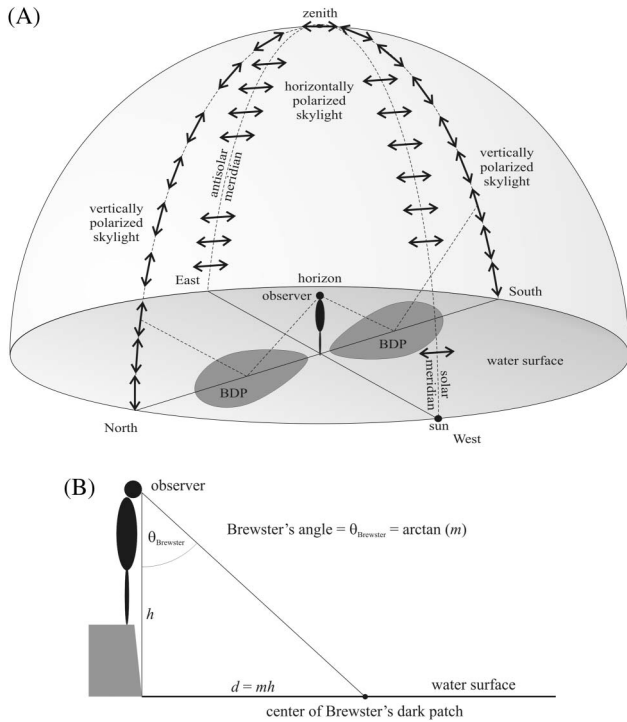 (A)
zenith
horizontally
polarized
skylight
antisolar
meridian
vertically
polarized
skylight
vertically
polarized
skylight
East
horizon
observer
South
BDP
BDP
water surface
solar
meridian
North
sun
West
(B)
observer
θBrewster
Brewster's angle = θBrewster = arctan (m)
h
d = mh
water surface
center of Brewster's dark patch